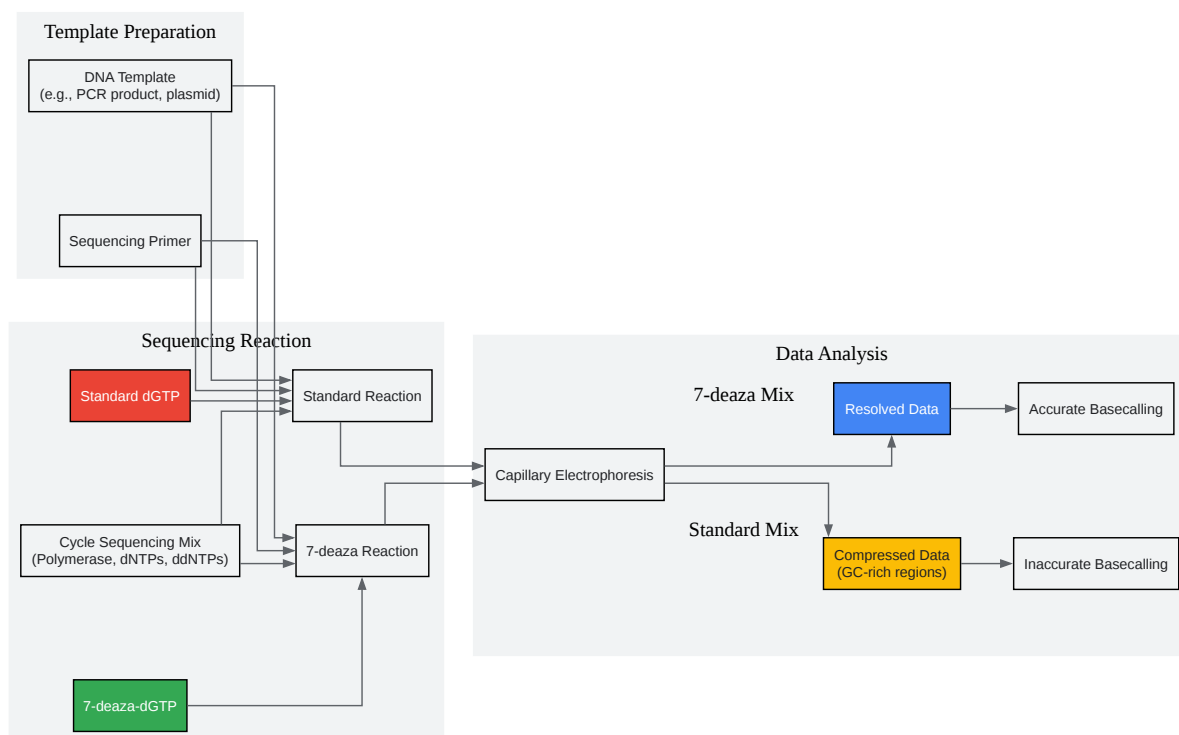 Template Preparation
DNA Template
(e.g., PCR product, plasmid)
Sequencing Primer
Sequencing Reaction
Standard dGTP
Standard Reaction
Cycle Sequencing Mix
(Polymerase, dNTPs, ddNTPs)
7-deaza Reaction
7-deaza-dGTP
Data Analysis
Capillary Electrophoresis
7-deaza Mix
Resolved Data
Accurate Basecalling
Standard Mix
Compressed Data
(GC-rich regions)
Inaccurate Basecalling